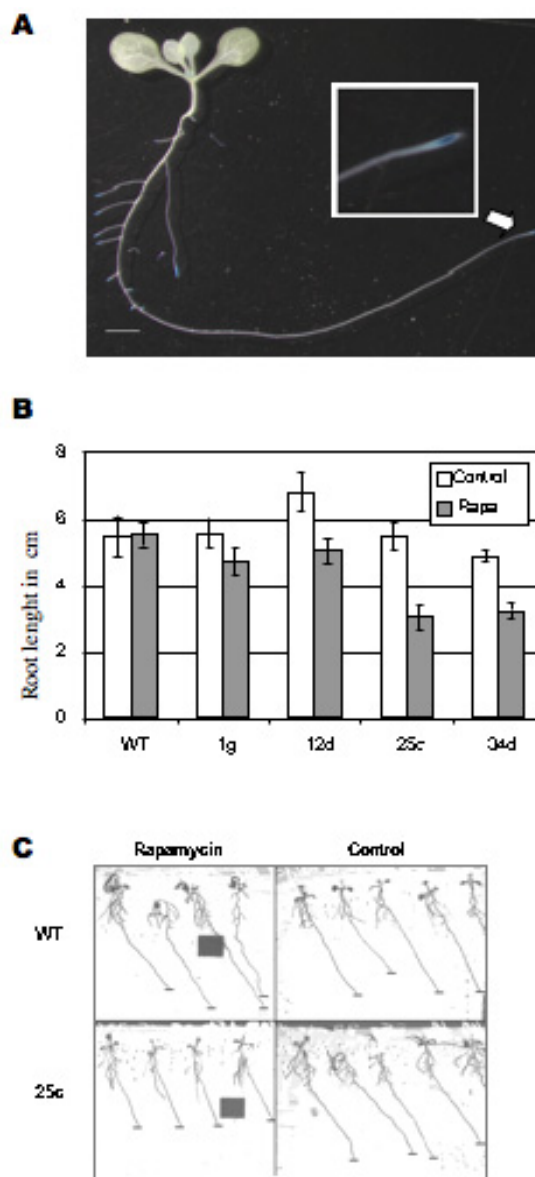 A
B
8
6
4
2
0
Root lenght in cm
Control
Rapa
WT
1g
12d
25c
34d
C
Rapamycin
Control
WT
25c